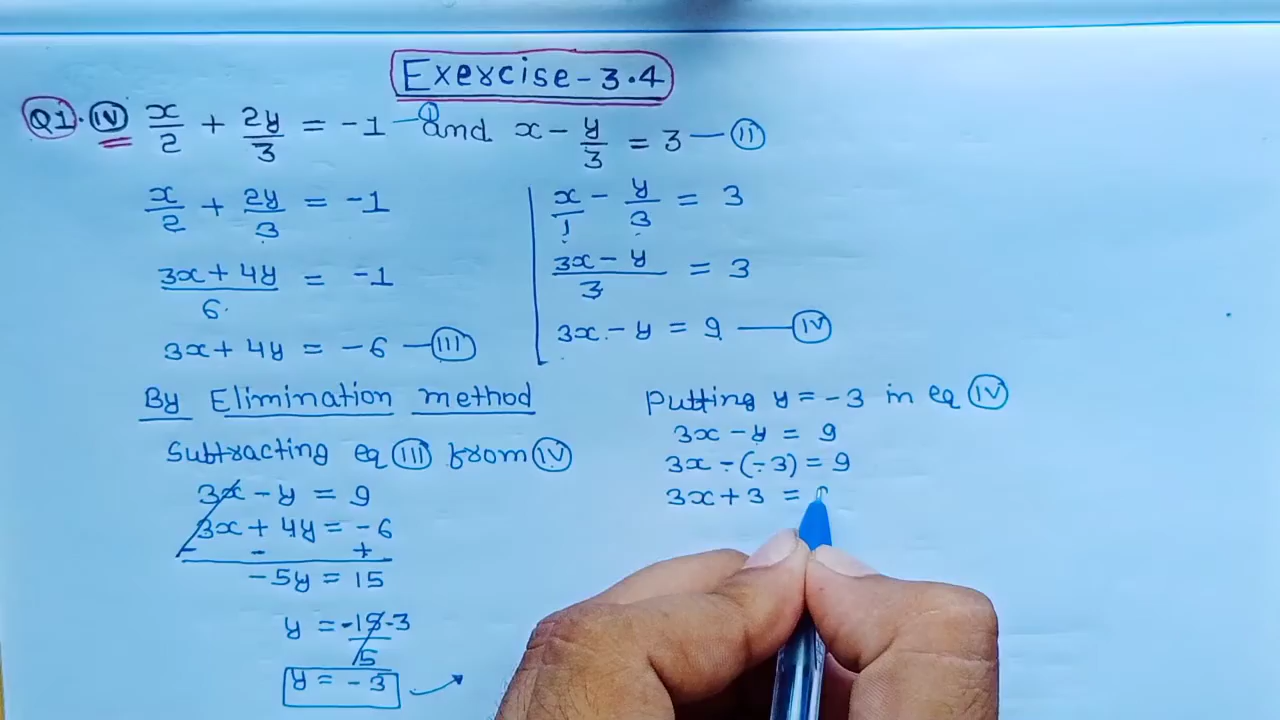 Exercise-3.4
Q1. (IV) x/2 + 2y/3 = -1 —(I) and x - y/3 = 3 —(II)
x/2 + 2y/3 = -1
(3x + 4y)/6 = -1
3x + 4y = -6 —(III)
x/1 - y/3 = 3
(3x - y)/3 = 3
3x - y = 9 —(IV)
By Elimination method
Subtracting eq (III) from (IV)
3x - y = 9
3x + 4y = -6
- - +
-5y = 15
y = -15/5 -3
y = -3
Putting y = -3 in eq (IV)
3x - y = 9
3x - (-3) = 9
3x + 3 =